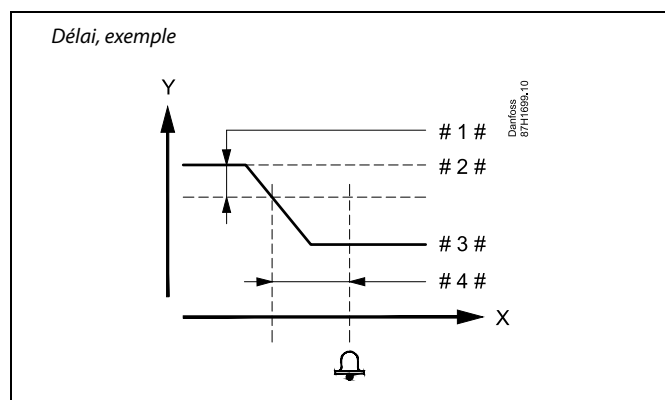 Délai, exemple
Y
# 1 #
# 2 #
# 3 #
# 4 #
X
Danfoss
87H1699.10